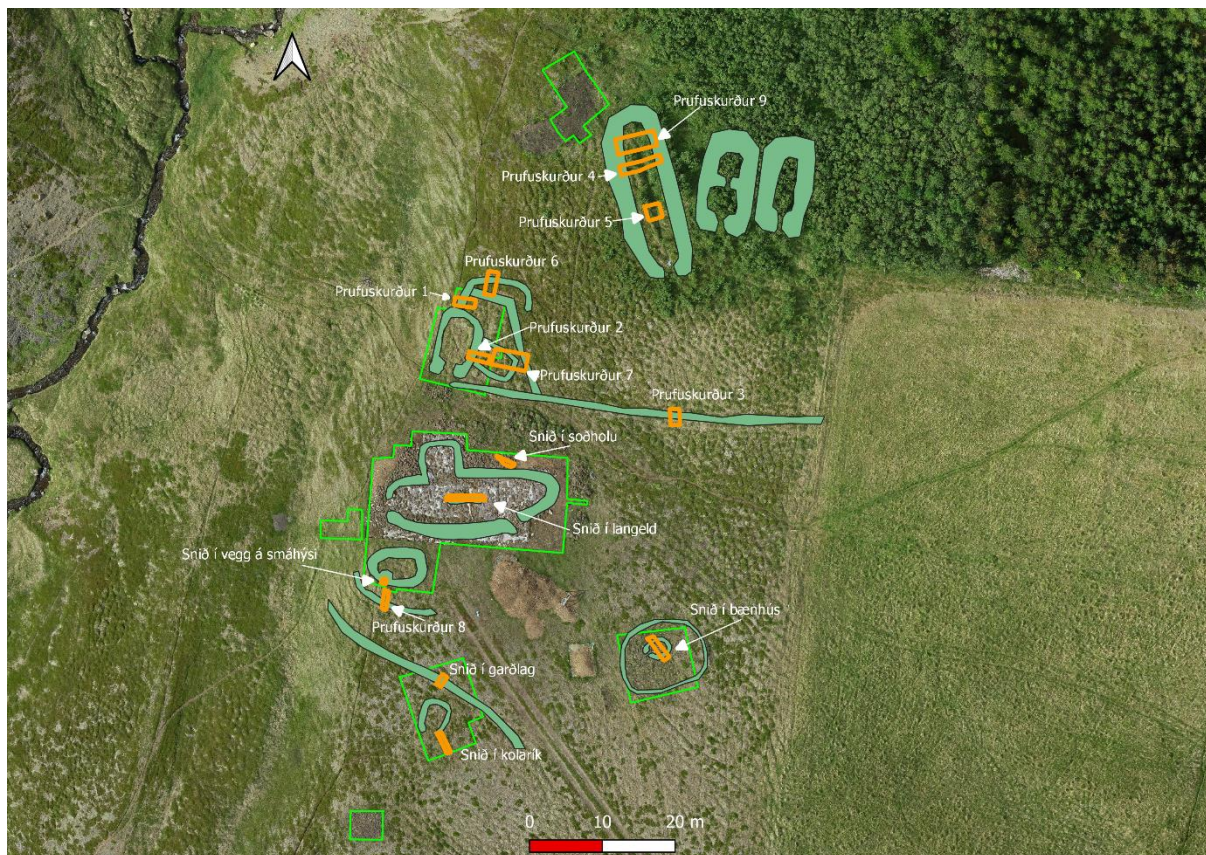 Prufuskurður 9
Prufuskurður 4
Prufuskurður 5
Prufuskurður 6
Prufuskurður 1
Prufuskurður 2
Prufuskurður 7
Prufuskurður 3
Snið í soðholu
Snið í langeld
Snið í vegg á smáhýsi
Prufuskurður 8
Snið í bænhús
Snið í garðlag
Snið í kolarík
0 10 20 m